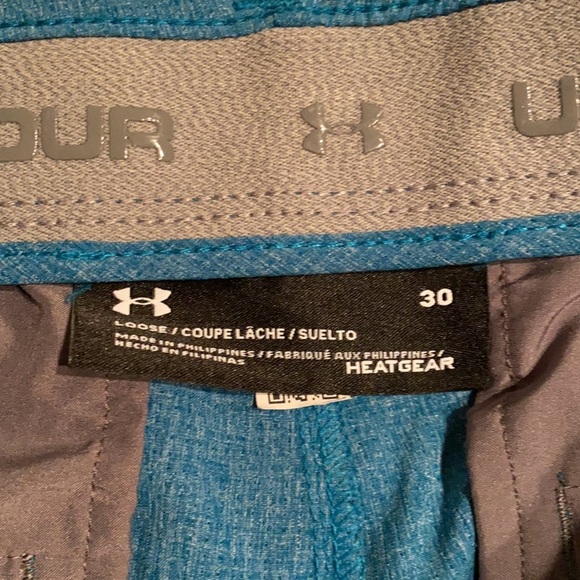 OUR
U
30
LOOSE / COUPE LÂCHE / SUELTO
MADE IN PHILIPPINES / FABRIQUÉ AUX PHILIPPINES /
HECHO EN FILIPINAS
HEATGEAR